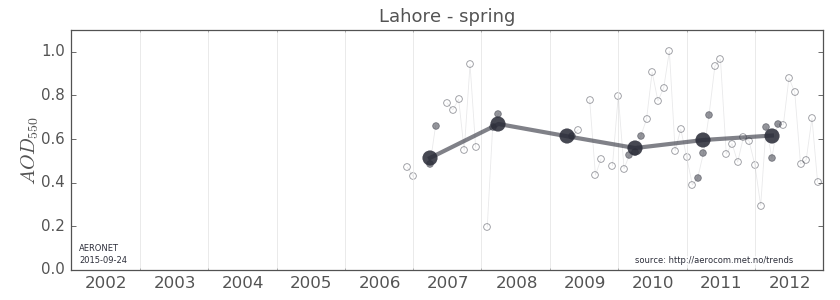 Lahore - spring
1.0
0.8
0.6
0.4
0.2
0.0
AOD550
AERONET
2015-09-24
source: http://aerocom.met.no/trends
2002 2003 2004 2005 2006 2007 2008 2009 2010 2011 2012